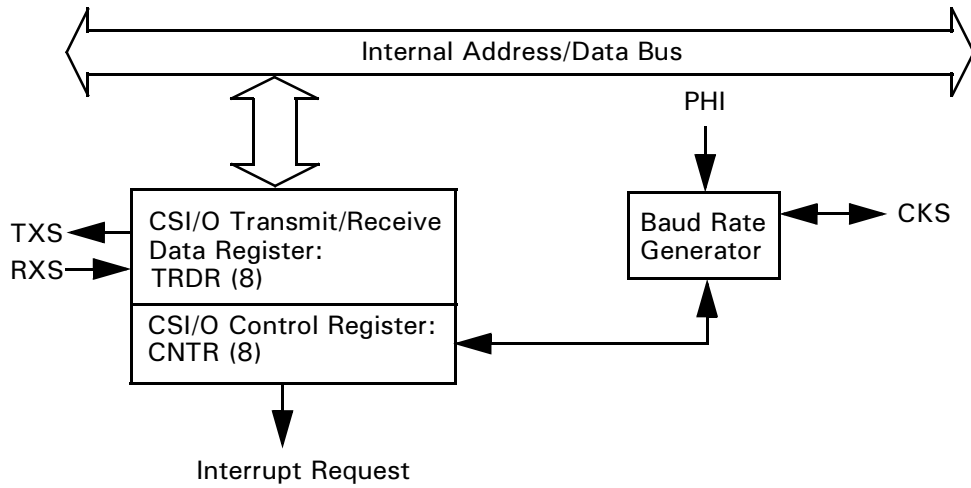 Internal Address/Data Bus
PHI
CSI/O Transmit/Receive
Data Register:
TRDR (8)
TXS
RXS
Baud Rate
Generator
CKS
CSI/O Control Register:
CNTR (8)
Interrupt Request